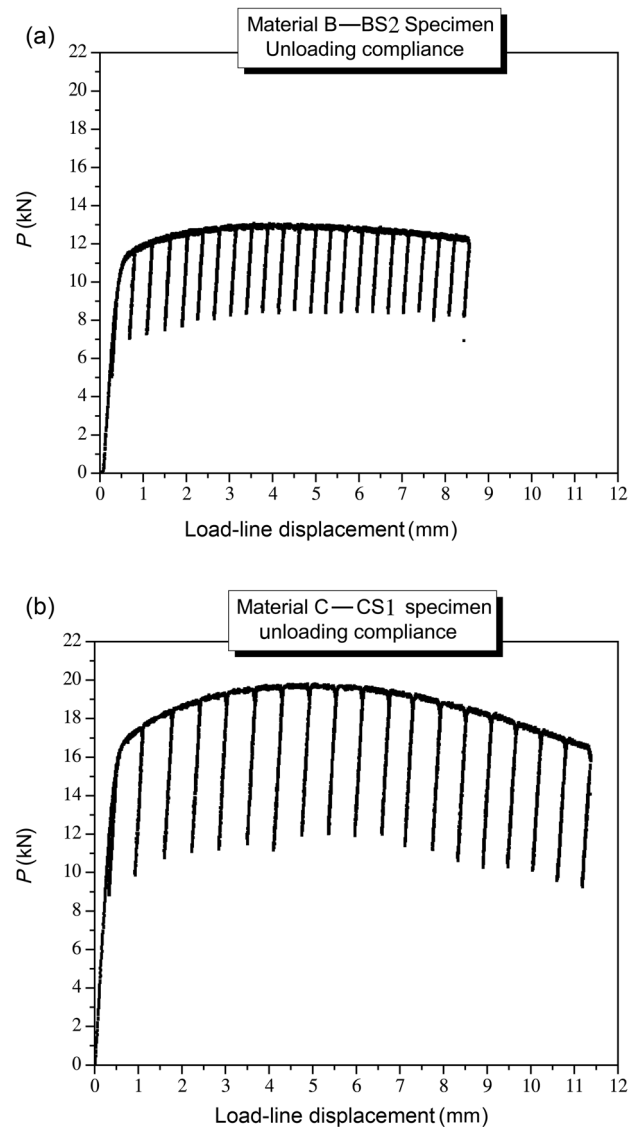 (a)
Material B—BS2 Specimen
Unloading compliance
22
20
18
16
14
12
10
8
6
4
2
0
P (kN)
0 1 2 3 4 5 6 7 8 9 10 11 12
Load-line displacement (mm)
(b)
Material C—CS1 specimen
unloading compliance
22
20
18
16
14
12
10
8
6
4
2
0
P (kN)
0 1 2 3 4 5 6 7 8 9 10 11 12
Load-line displacement (mm)